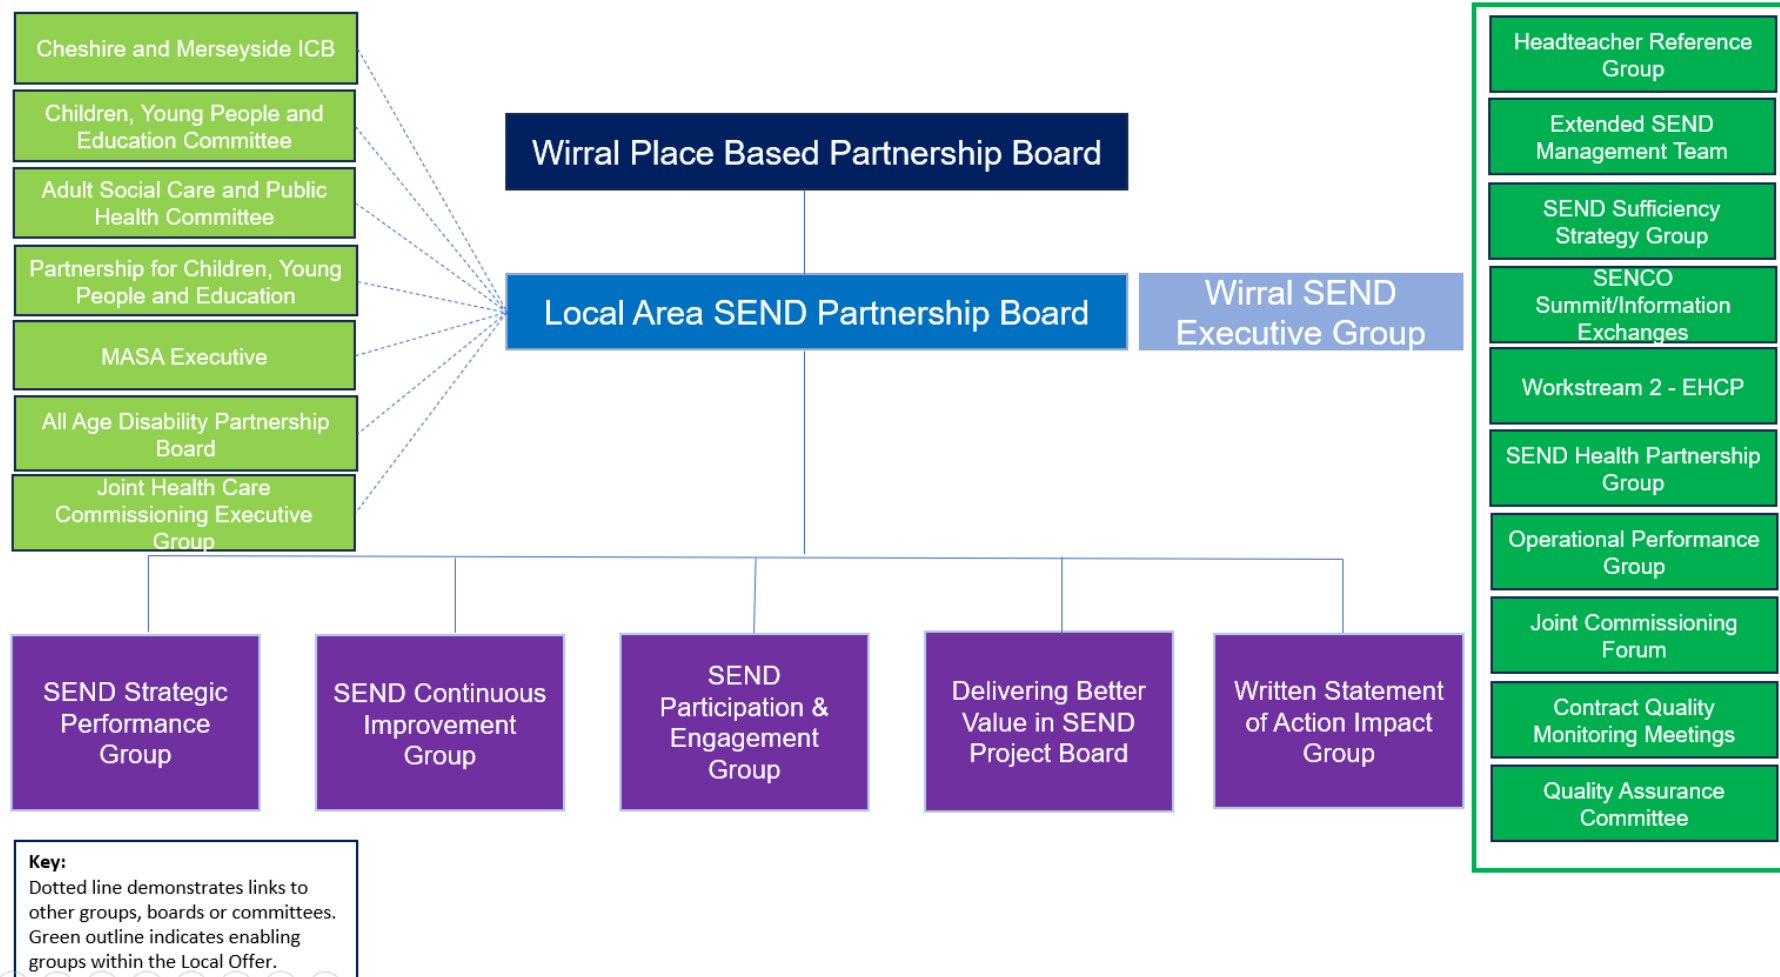 Cheshire and Merseyside ICB
Children, Young People and
Education Committee
Adult Social Care and Public
Health Committee
Partnership for Children, Young
People and Education
MASA Executive
All Age Disability Partnership
Board
Joint Health Care
Commissioning Executive
Group
Wirral Place Based Partnership Board
Local Area SEND Partnership Board
Wirral SEND
Executive Group
SEND Strategic
Performance
Group
SEND Continuous
Improvement
Group
SEND
Participation &
Engagement
Group
Delivering Better
Value in SEND
Project Board
Written Statement
of Action Impact
Group
Headteacher Reference
Group
Extended SEND
Management Team
SEND Sufficiency
Strategy Group
SENCO
Summit/Information
Exchanges
Workstream 2 - EHCP
SEND Health Partnership
Group
Operational Performance
Group
Joint Commissioning
Forum
Contract Quality
Monitoring Meetings
Quality Assurance
Committee
Key:
Dotted line demonstrates links to
other groups, boards or committees.
Green outline indicates enabling
groups within the Local Offer.